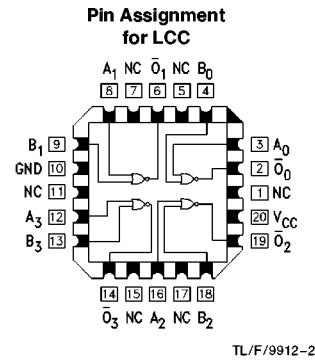 Pin Assignment
for LCC
A1 NC Ō1 NC B0
8 7 6 5 4
B1 9
GND 10
NC 11
A3 12
B3 13
3 A0
2 Ō0
1 NC
20 VCC
19 Ō2
14 15 16 17 18
Ō3 NC A2 NC B2
TL/F/9912-2